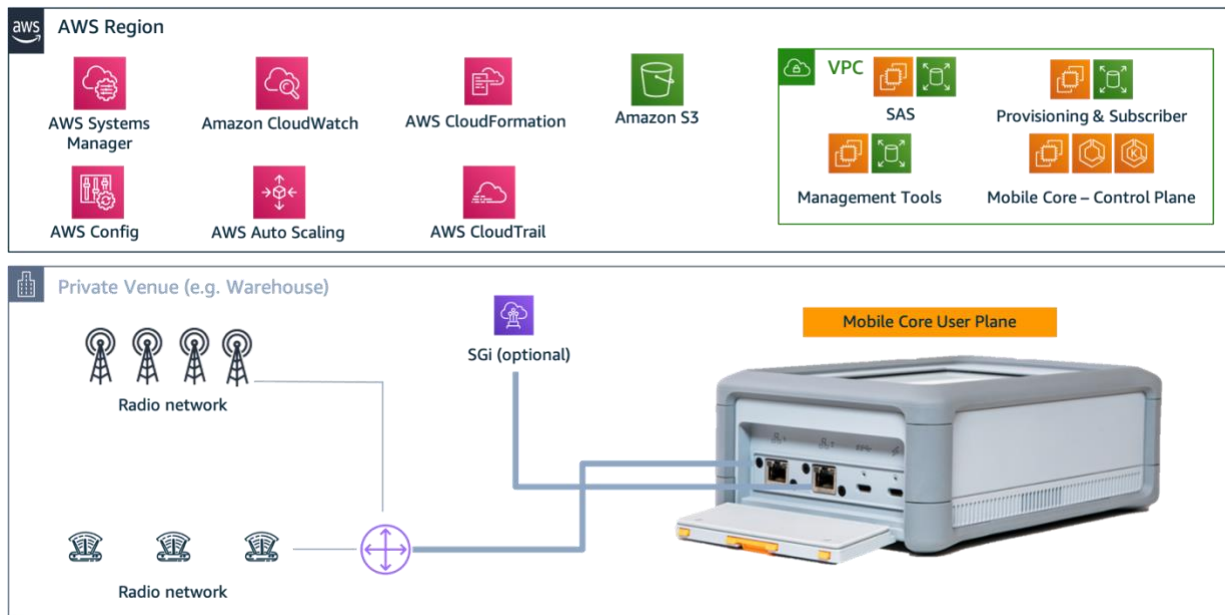 aws
AWS Region
AWS Systems
Manager
Amazon CloudWatch
AWS CloudFormation
Amazon S3
AWS Config
AWS Auto Scaling
AWS CloudTrail
VPC
SAS
Provisioning & Subscriber
Management Tools
Mobile Core – Control Plane
K
Private Venue (e.g. Warehouse)
Radio network
SGi (optional)
Mobile Core User Plane
Radio network